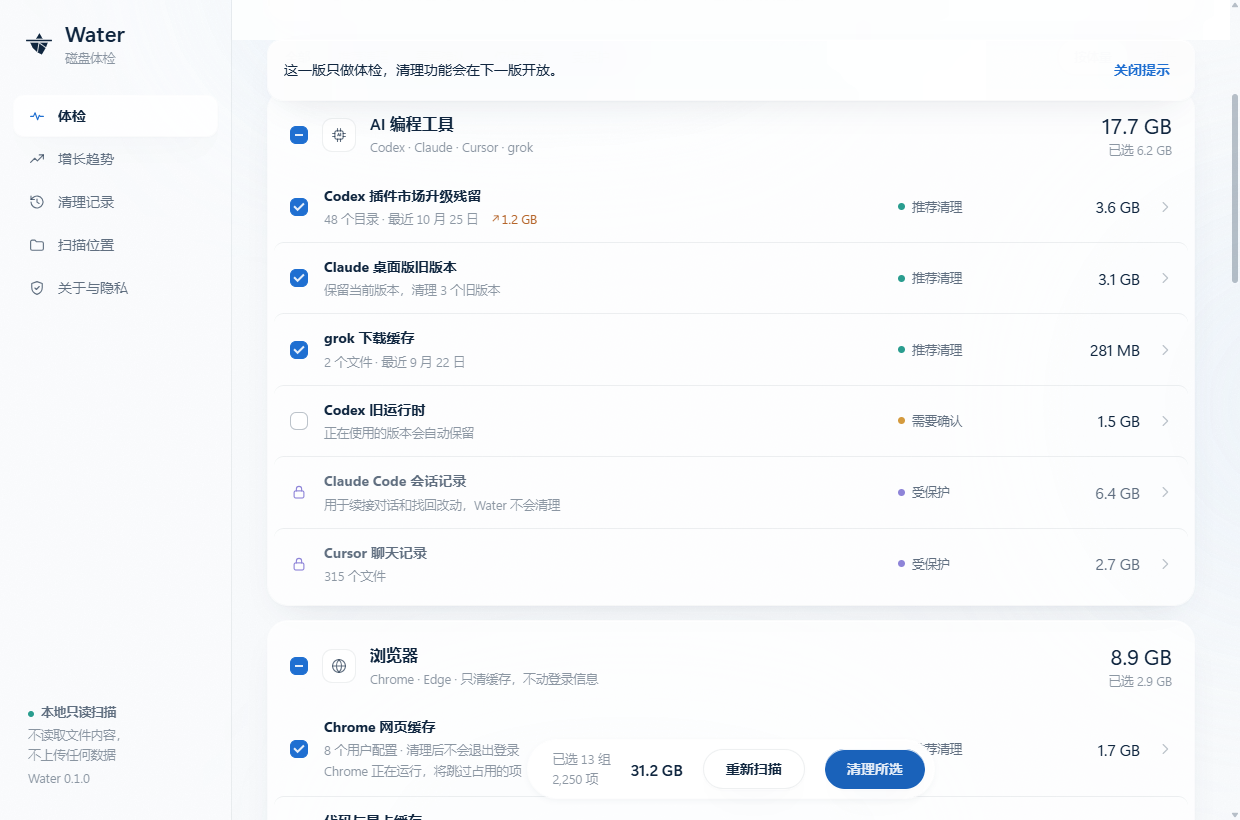 Water
磁盘体检
体检
增长趋势
清理记录
扫描位置
关于与隐私
本地只读扫描
不读取文件内容，
不上传任何数据
Water 0.1.0
这一版只做体检，清理功能会在下一版开放。
关闭提示
AI 编程工具
17.7 GB
Codex · Claude · Cursor · grok
已选 6.2 GB
Codex 插件市场升级残留
48 个目录 · 最近 10 月 25 日 ↗1.2 GB
推荐清理
3.6 GB
Claude 桌面版旧版本
保留当前版本，清理 3 个旧版本
推荐清理
3.1 GB
grok 下载缓存
2 个文件 · 最近 9 月 22 日
推荐清理
281 MB
Codex 旧运行时
正在使用的版本会自动保留
需要确认
1.5 GB
Claude Code 会话记录
用于续接对话和找回改动，Water 不会清理
受保护
6.4 GB
Cursor 聊天记录
315 个文件
受保护
2.7 GB
浏览器
8.9 GB
Chrome · Edge · 只清缓存，不动登录信息
已选 2.9 GB
Chrome 网页缓存
8 个用户配置 · 清理后不会退出登录
Chrome 正在运行，将跳过占用的项
荐清理
1.7 GB
已选 13 组
2,250 项
31.2 GB
重新扫描
清理所选